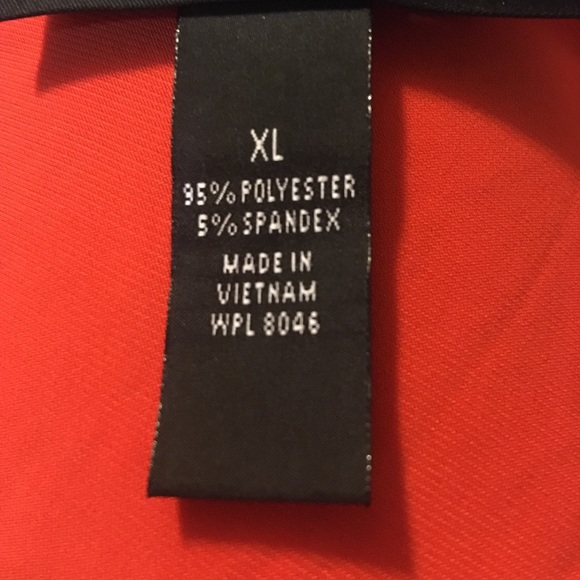 XL
95% POLYESTER
5% SPANDEX
MADE IN
VIETNAM
WPL 8046